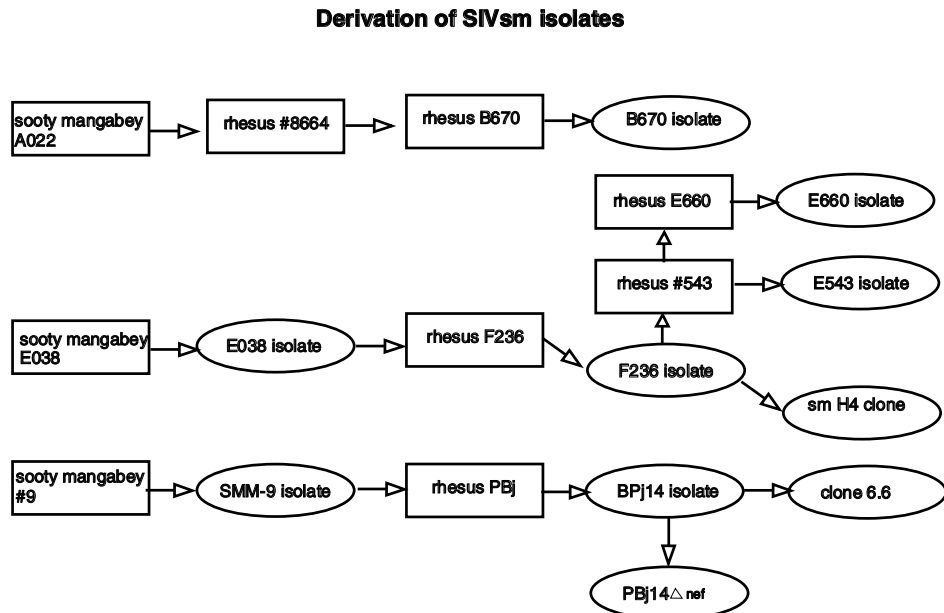 Derivation of SIVsm isolates
sooty mangabey
A022
rhesus #8664
rhesus B670
B670 isolate
rhesus E660
E660 isolate
rhesus #543
E543 isolate
sooty mangabey
E038
E038 isolate
rhesus F236
F236 isolate
sm H4 clone
sooty mangabey
#9
SMM-9 isolate
rhesus PBj
BPj14 isolate
clone 6.6
PBj14△ nef